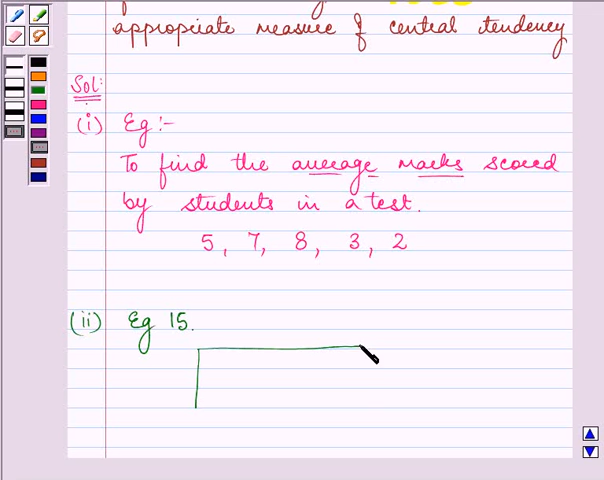 appropriate measure of central tendency
Sol:
(i) Eg :-
To find the average marks scored
by students in a test.
5, 7, 8, 3, 2
(ii) Eg 15.